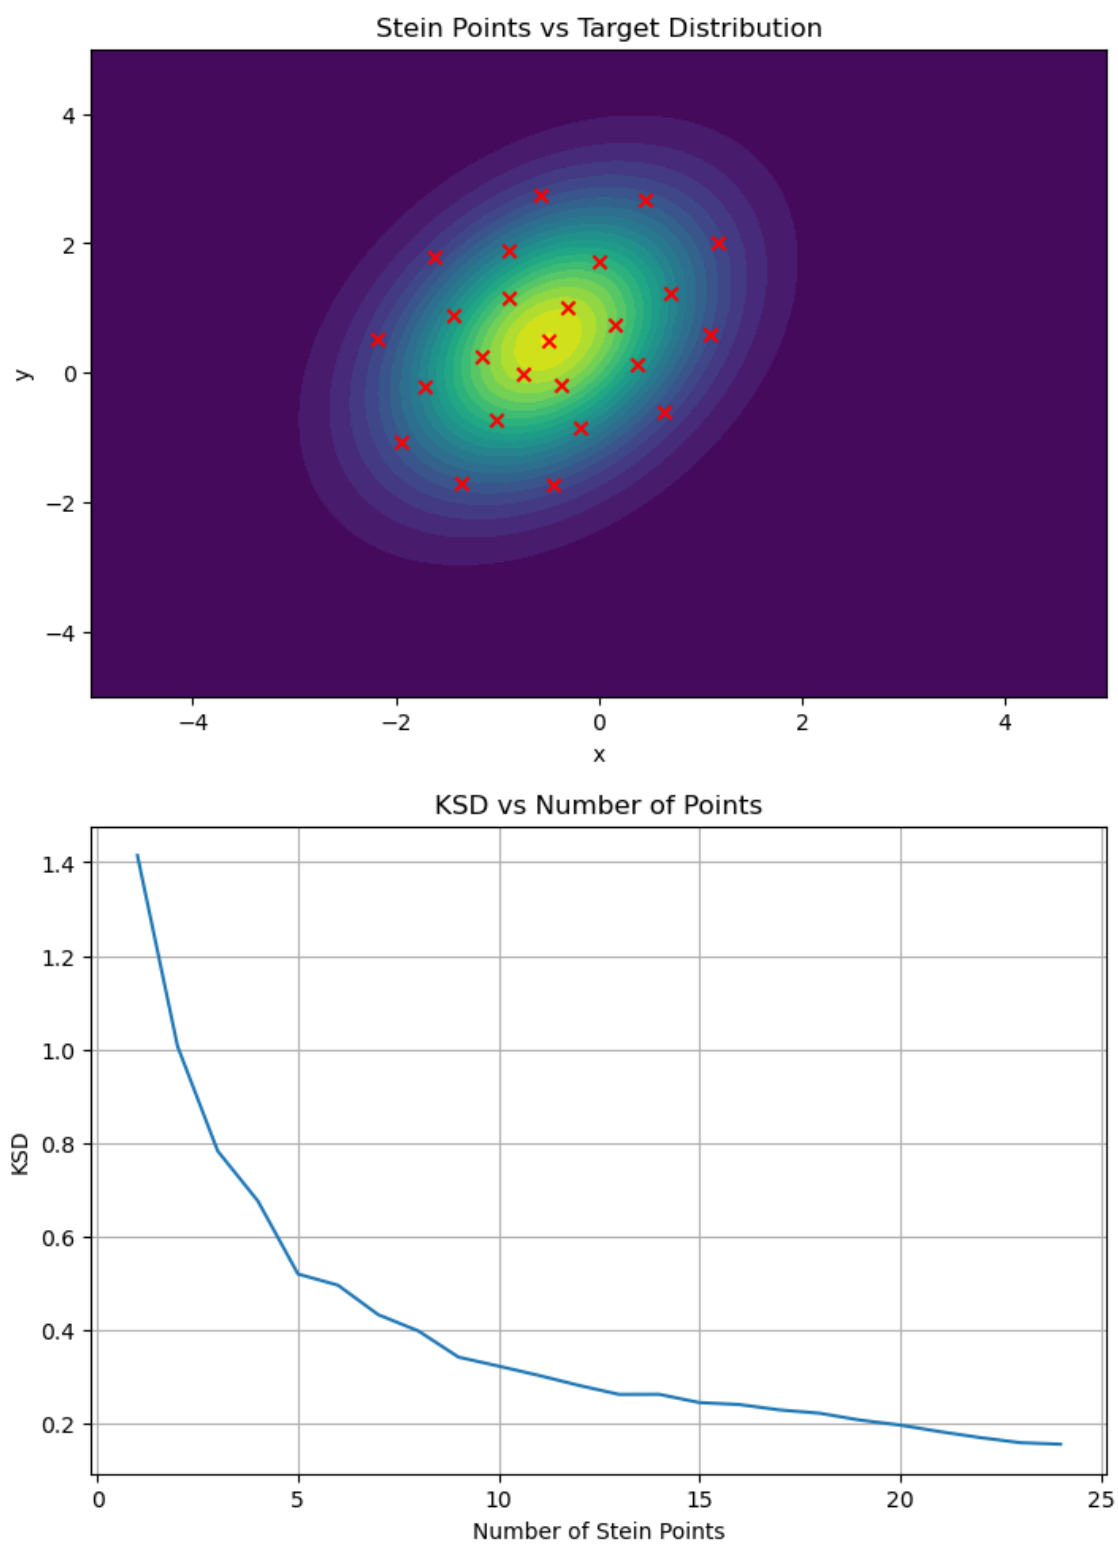 Stein Points vs Target Distribution
4
2
0
−2
−4
y
−4 −2 0 2 4
x
KSD vs Number of Points
1.4
1.2
1.0
0.8
0.6
0.4
0.2
KSD
0 5 10 15 20 25
Number of Stein Points